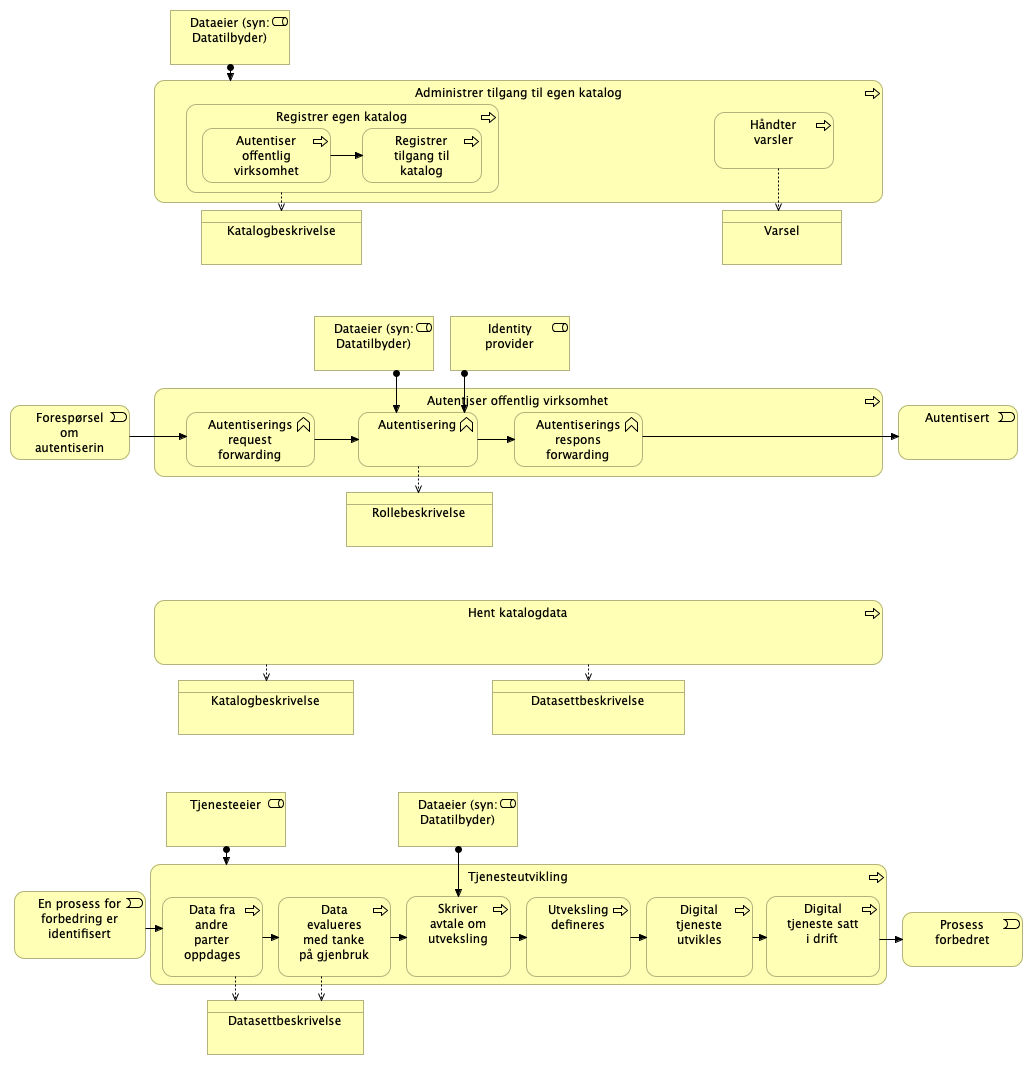 Dataeier (syn:
Datatilbyder)
Administrer tilgang til egen katalog
Registrer egen katalog
Autentiser
offentlig
virksomhet
Registrer
tilgang til
katalog
Håndter
varsler
Katalogbeskrivelse
Varsel
Dataeier (syn:
Datatilbyder)
Identity
provider
Autentiser offentlig virksomhet
Forespørsel
om
autentiserin
Autentiserings
request
forwarding
Autentisering
Autentiserings
respons
forwarding
Autentisert
Rollebeskrivelse
Hent katalogdata
Katalogbeskrivelse
Datasettbeskrivelse
Tjenesteeier
Dataeier (syn:
Datatilbyder)
Tjenesteutvikling
En prosess for
forbedring er
identifisert
Data fra
andre
parter
oppdages
Data
evalueres
med tanke
på gjenbruk
Skriver
avtale om
utveksling
Utveksling
defineres
Digital
tjeneste
utvikles
Digital
tjeneste satt
i drift
Prosess
forbedret
Datasettbeskrivelse